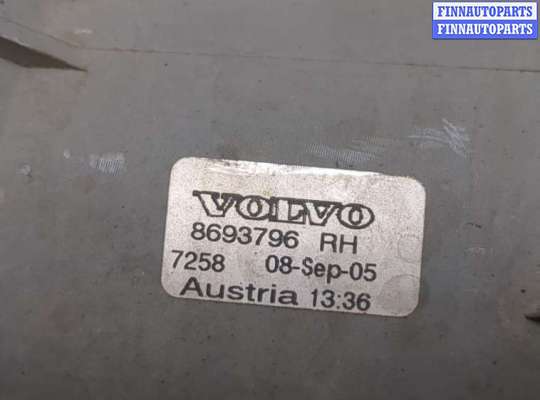 FINNAUTOPARTS
FINNAUTOPARTS
VOLVO
8693796 RH
7258 08-Sep-05
Austria 13:36